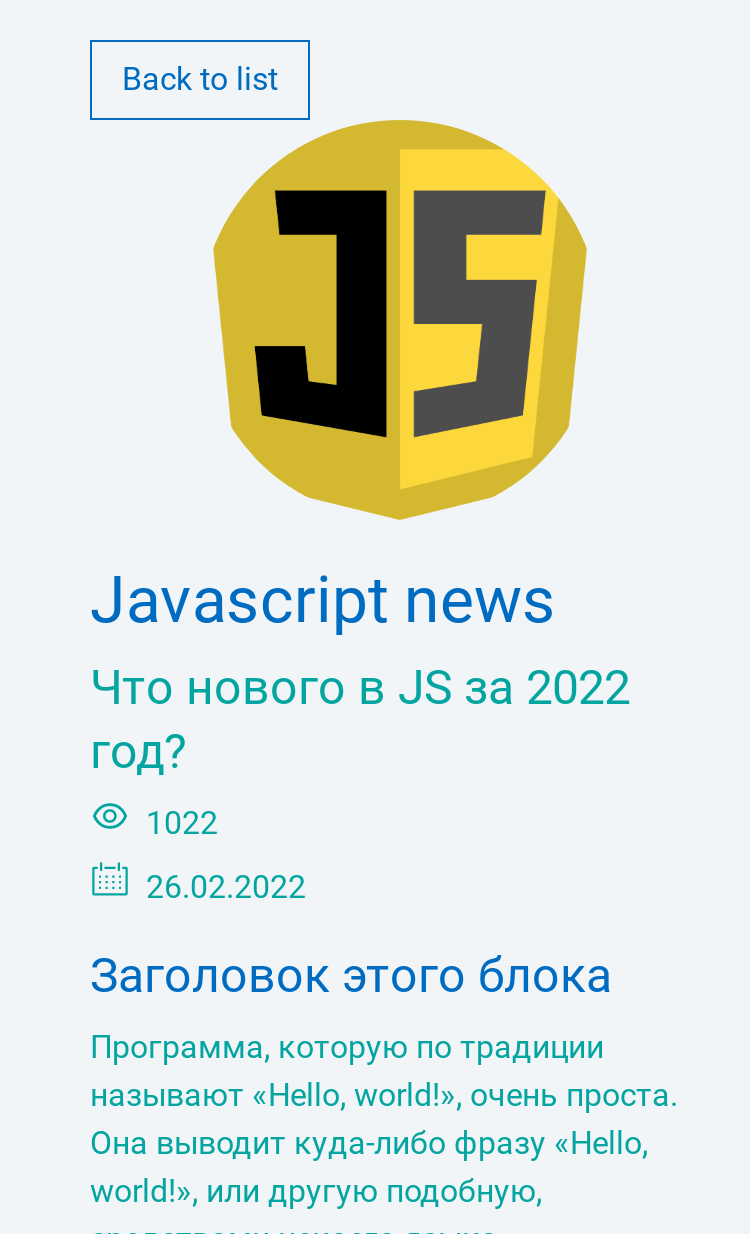 Back to list
JS
Javascript news
Что нового в JS за 2022
год?
1022
26.02.2022
Заголовок этого блока
Программа, которую по традиции
называют «Hello, world!», очень проста.
Она выводит куда-либо фразу «Hello,
world!», или другую подобную,